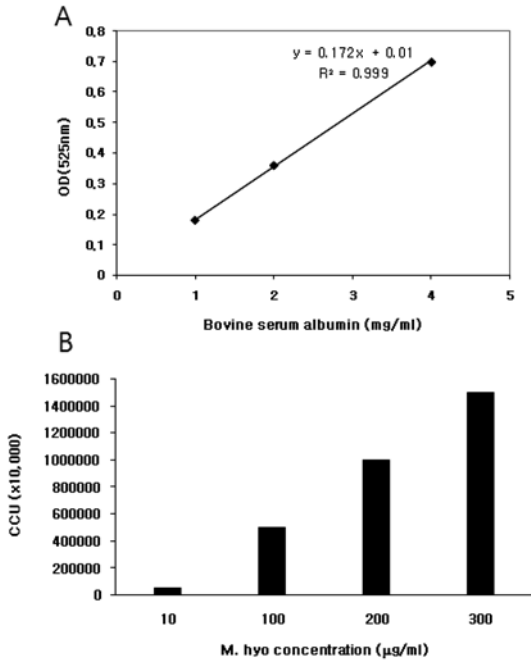 A
y = 0.172x + 0.01
R² = 0.999
0,8
0,7
0,6
0,5
0,4
0,3
0,2
0,1
0
OD(525nm)
0 1 2 3 4 5
Bovine serum albumin (mg/ml)
B
1600000
1400000
1200000
1000000
800000
600000
400000
200000
0
CCU (x10,000)
10 100 200 300
M. hyo concentration (μg/ml)